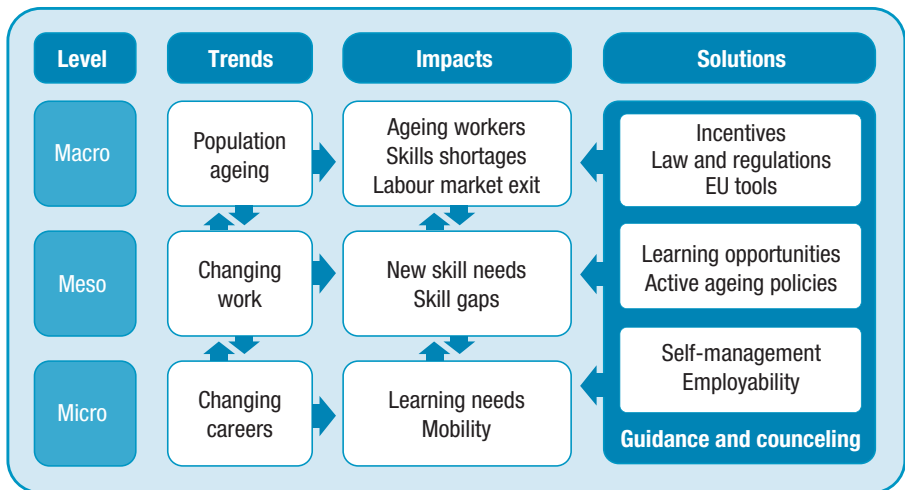 Level
Trends
Impacts
Solutions
Macro
Population
ageing
Ageing workers
Skills shortages
Labour market exit
Incentives
Law and regulations
EU tools
Meso
Changing
work
New skill needs
Skill gaps
Learning opportunities
Active ageing policies
Micro
Changing
careers
Learning needs
Mobility
Self-management
Employability
Guidance and counceling